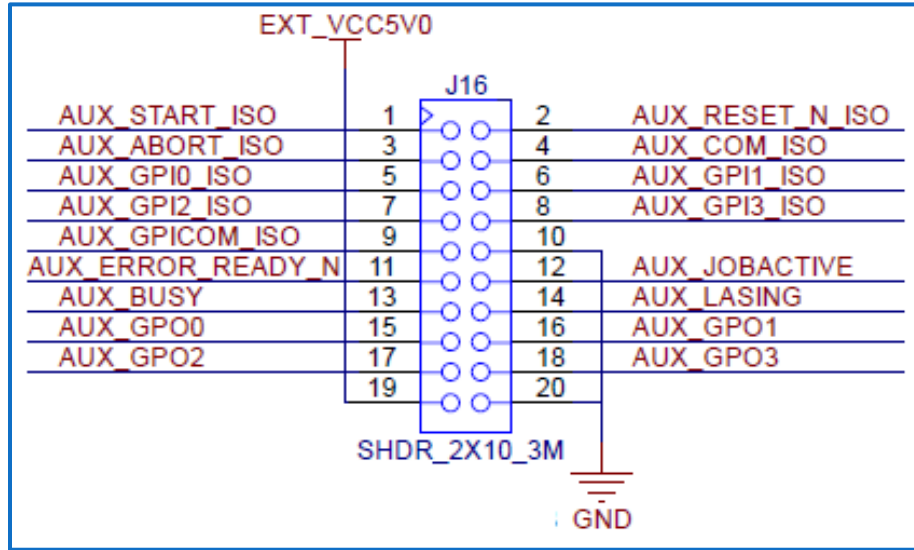 EXT_VCC5V0
J16
AUX_START_ISO 1 2 AUX_RESET_N_ISO
AUX_ABORT_ISO 3 4 AUX_COM_ISO
AUX_GPI0_ISO 5 6 AUX_GPI1_ISO
AUX_GPI2_ISO 7 8 AUX_GPI3_ISO
AUX_GPICOM_ISO 9 10
AUX_ERROR_READY_N 11 12 AUX_JOBACTIVE
AUX_BUSY 13 14 AUX_LASING
AUX_GPO0 15 16 AUX_GPO1
AUX_GPO2 17 18 AUX_GPO3
19 20
SHDR_2X10_3M
GND